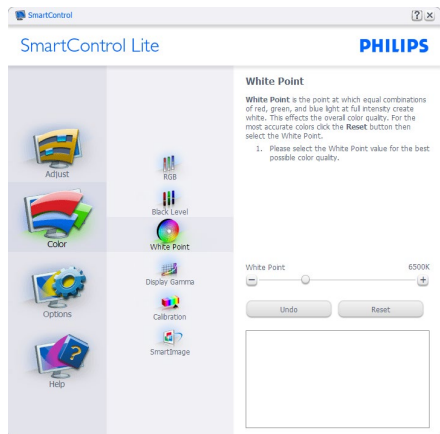 SmartControl
SmartControl Lite
PHILIPS
Adjust
Color
Options
Help
RGB
Black Level
White Point
Display Gamma
Calibration
SmartImage
White Point
White Point is the point at which equal combinations
of red, green, and blue light at full intensity create
white. This effects the overall color quality. For the
most accurate colors click the Reset button then
select the White Point.
1. Please select the White Point value for the best
possible color quality.
White Point 6500K
Undo Reset